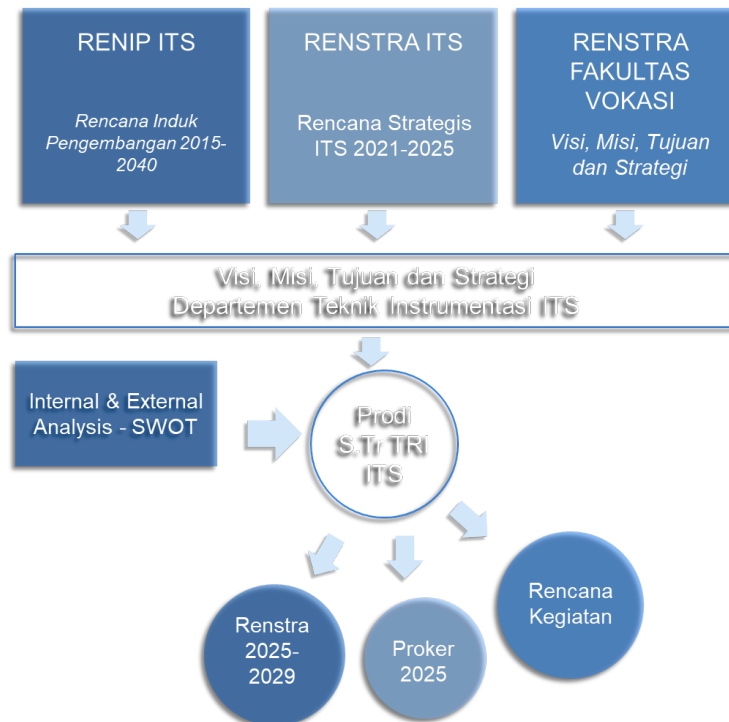 RENIP ITS
Rencana Induk
Pengembangan 2015-
2040
RENSTRA ITS
Rencana Strategis
ITS 2021-2025
RENSTRA
FAKULTAS
VOKASI
Visi, Misi, Tujuan
dan Strategi
Visi, Misi, Tujuan dan Strategi
Departemen Teknik Instrumentasi ITS
Internal & External
Analysis - SWOT
Prodi
S.Tr TRI
ITS
Renstra
2025-
2029
Proker
2025
Rencana
Kegiatan